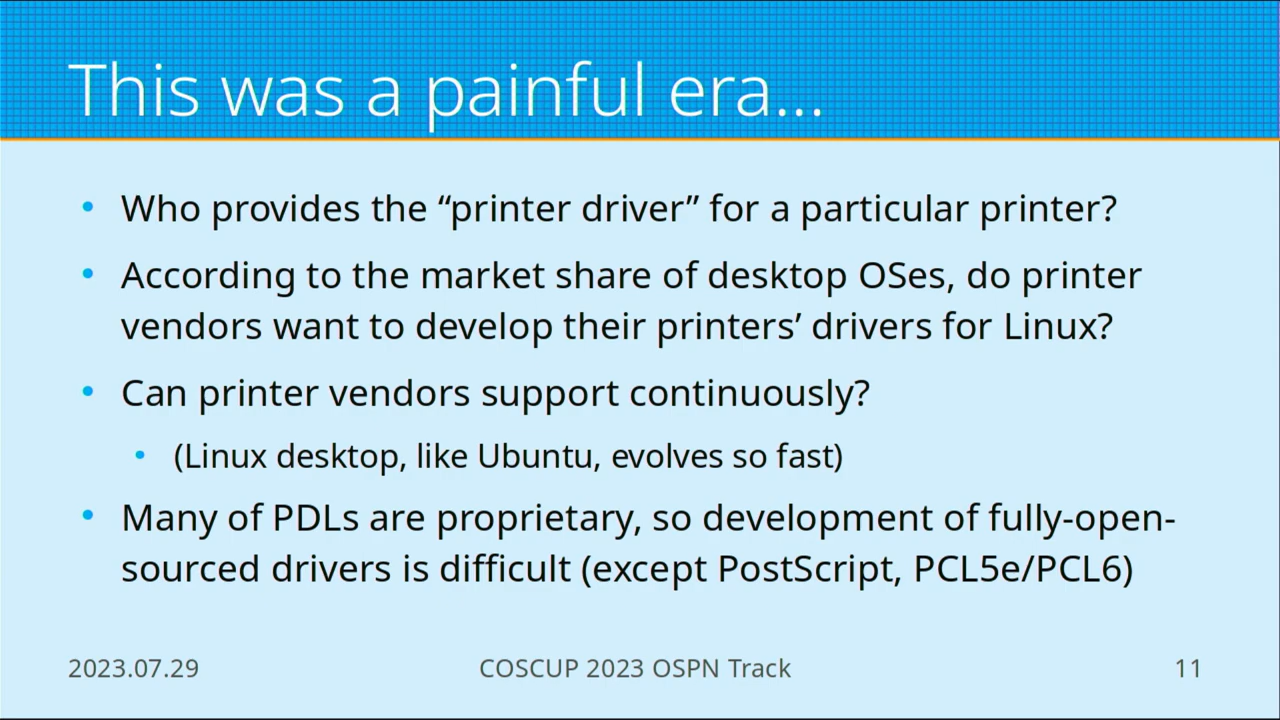 This was a painful era...
• Who provides the “printer driver” for a particular printer?
• According to the market share of desktop OSes, do printer
vendors want to develop their printers’ drivers for Linux?
• Can printer vendors support continuously?
• (Linux desktop, like Ubuntu, evolves so fast)
• Many of PDLs are proprietary, so development of fully-open-
sourced drivers is difficult (except PostScript, PCL5e/PCL6)
2023.07.29
COSCUP 2023 OSPN Track
11